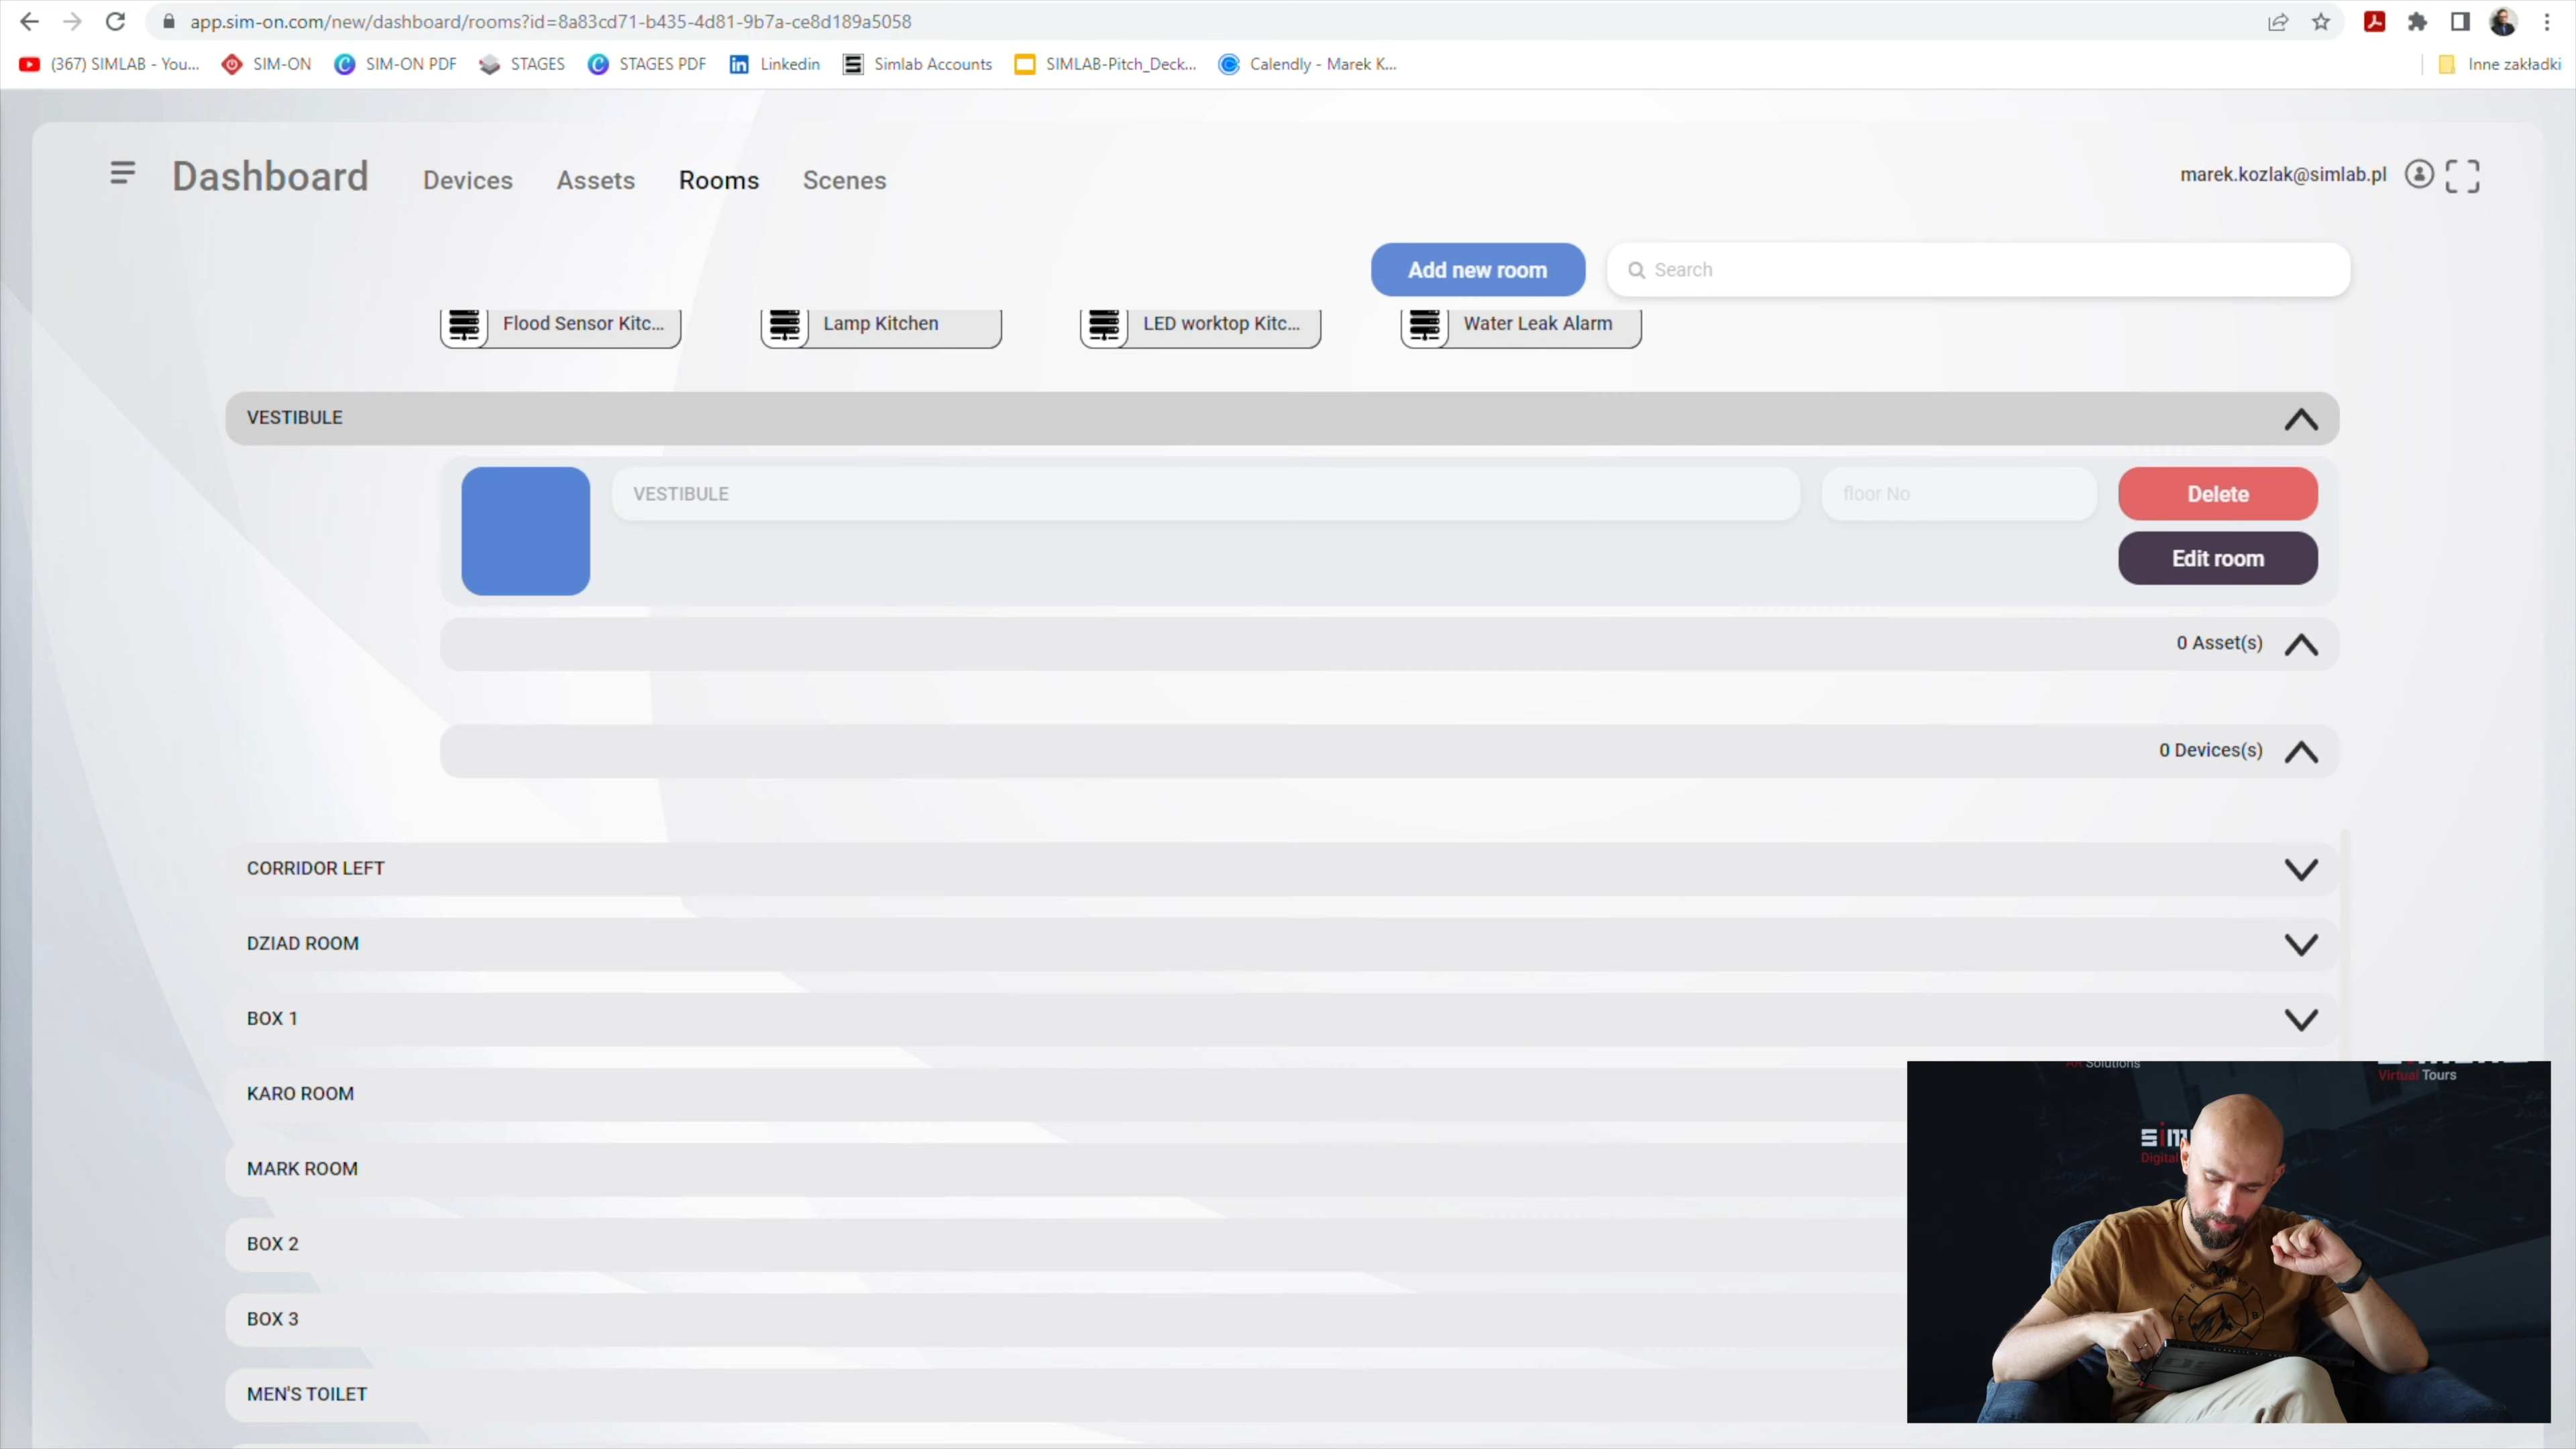 app.sim-on.com/new/dashboard/rooms?id=8a83cd71-b435-4d81-9b7a-ce8d189a5058
(367) SIMLAB - You... SIM-ON SIM-ON PDF STAGES STAGES PDF Linkedin Simlab Accounts SIMLAB-Pitch_Deck... Calendly - Marek K... Inne zakładki
Dashboard Devices Assets Rooms Scenes marek.kozlak@simlab.pl
Add new room Search
Flood Sensor Kitc... Lamp Kitchen LED worktop Kitc... Water Leak Alarm
VESTIBULE
VESTIBULE floor No Delete
Edit room
0 Asset(s)
0 Devices(s)
CORRIDOR LEFT
DZIAD ROOM
BOX 1
KARO ROOM
MARK ROOM
BOX 2
BOX 3
MEN'S TOILET
AR Solutions
Virtual Tours
Digital